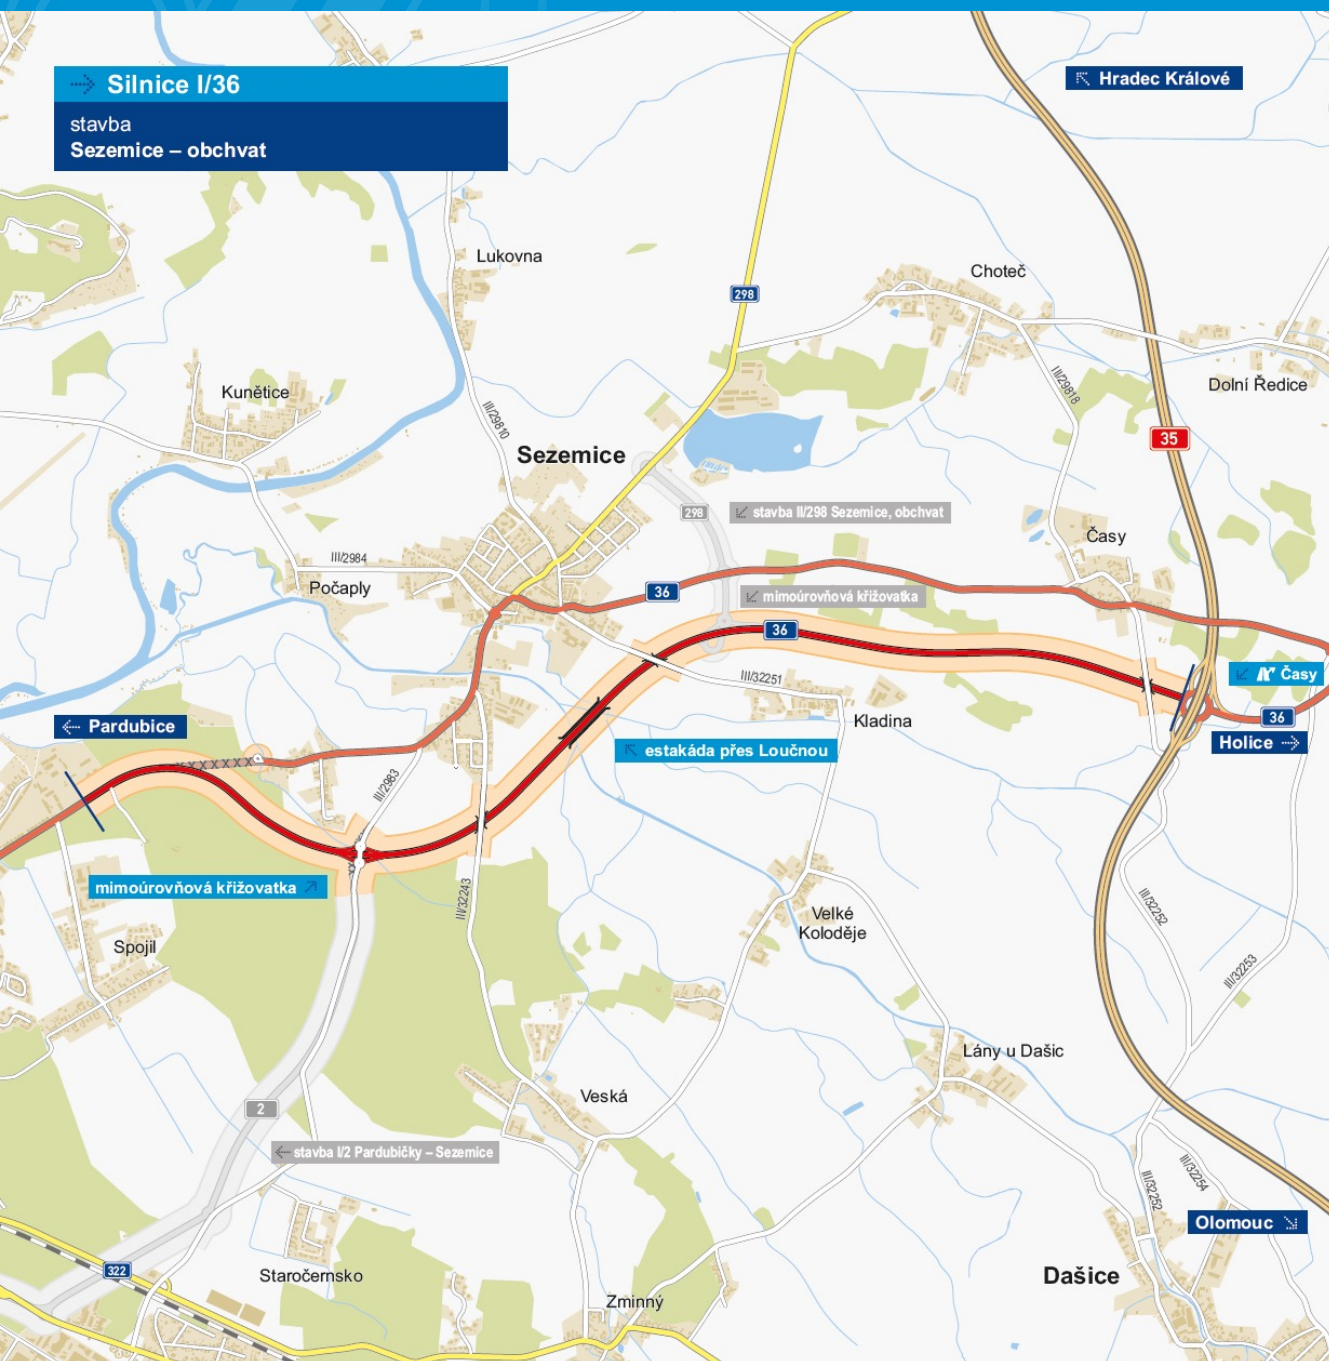 Silnice I/36
stavba
Sezemice – obchvat
Hradec Králové
Lukovna
Choteč
298
Kunětice
Dolní Ředice
III/29818
III/29810
35
Sezemice
298
stavba II/298 Sezemice, obchvat
Časy
III/2984
Počaply
36
mimoúrovňová křižovatka
36
III/32251
Časy
Kladina
36
Pardubice
Holice
estakáda přes Loučnou
III/2983
mimoúrovňová křižovatka
III/32243
III/32252
Velké
Koloděje
Spojil
III/32253
Lány u Dašic
Veská
2
stavba I/2 Pardubičky – Sezemice
III/32254
III/32252
Olomouc
322
Staročernsko
Dašice
Zminný